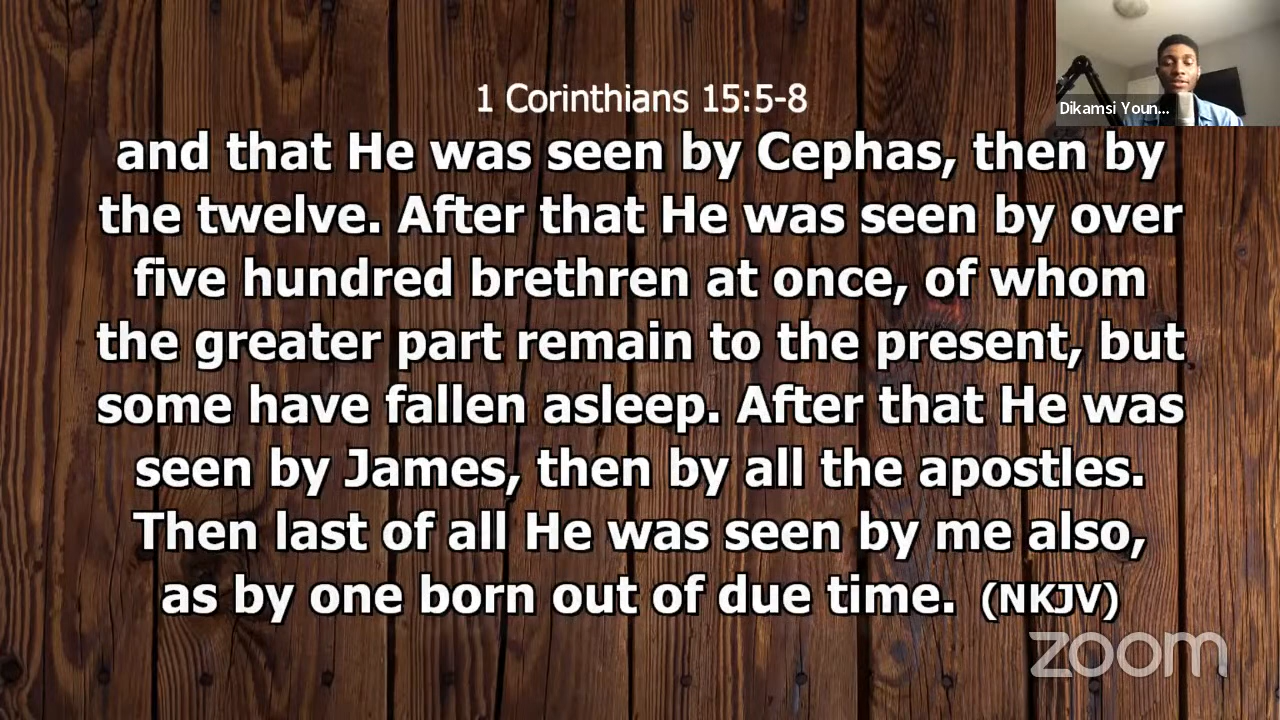 1 Corinthians 15:5-8
and that He was seen by Cephas, then by
the twelve. After that He was seen by over
five hundred brethren at once, of whom
the greater part remain to the present, but
some have fallen asleep. After that He was
seen by James, then by all the apostles.
Then last of all He was seen by me also,
as by one born out of due time. (NKJV)
Dikamsi Youn...
zoom